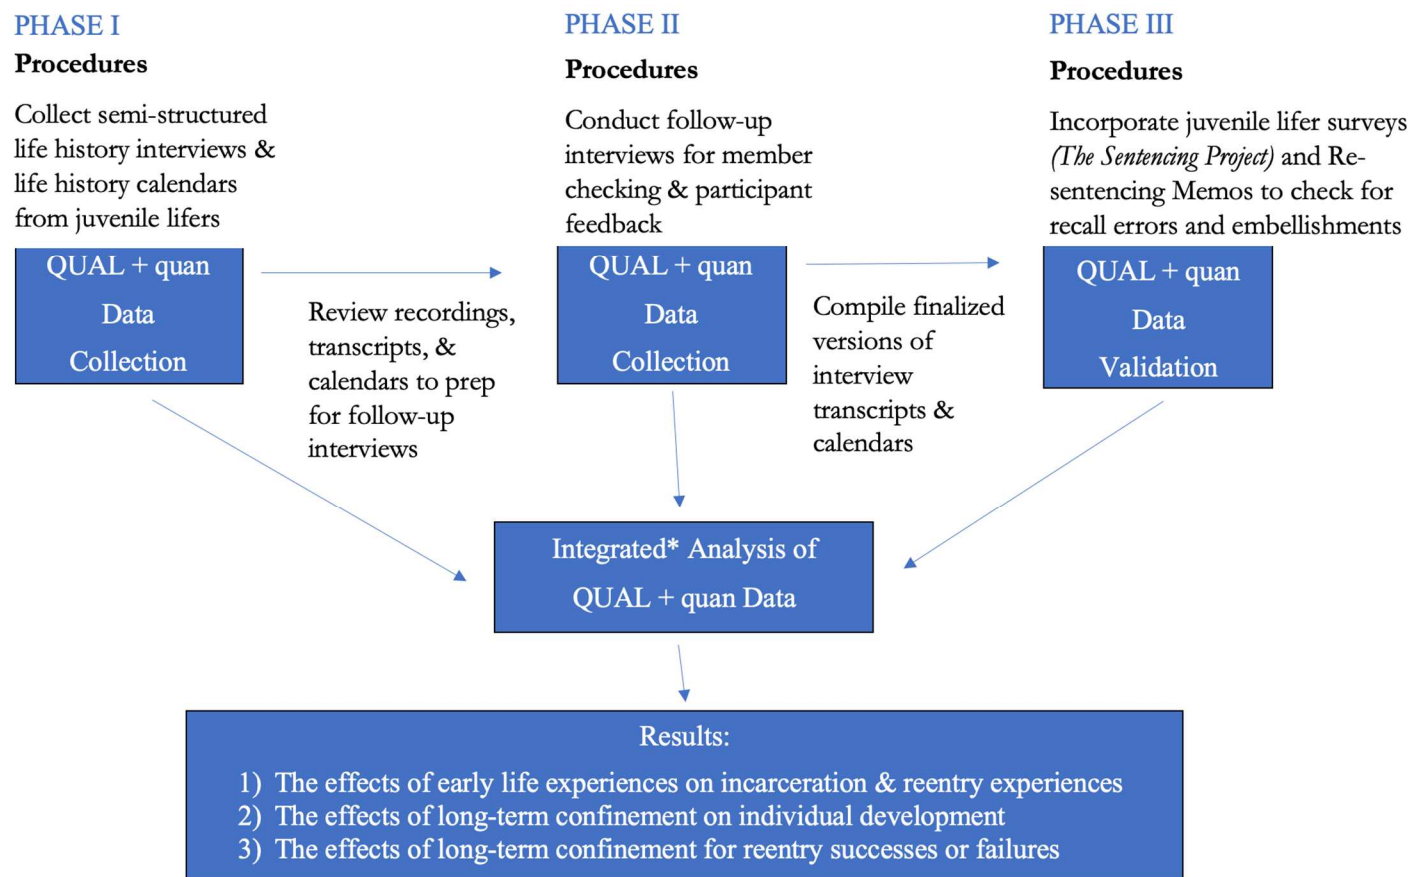 PHASE I
Procedures
Collect semi-structured
life history interviews &
life history calendars
from juvenile lifers
QUAL + quan
Data
Collection
Review recordings,
transcripts, &
calendars to prep
for follow-up
interviews
PHASE II
Procedures
Conduct follow-up
interviews for member
checking & participant
feedback
QUAL + quan
Data
Collection
Compile finalized
versions of
interview
transcripts &
calendars
PHASE III
Procedures
Incorporate juvenile lifer surveys
(The Sentencing Project) and Re-
sentencing Memos to check for
recall errors and embellishments
QUAL + quan
Data
Validation
Integrated* Analysis of
QUAL + quan Data
Results:
1) The effects of early life experiences on incarceration & reentry experiences
2) The effects of long-term confinement on individual development
3) The effects of long-term confinement for reentry successes or failures